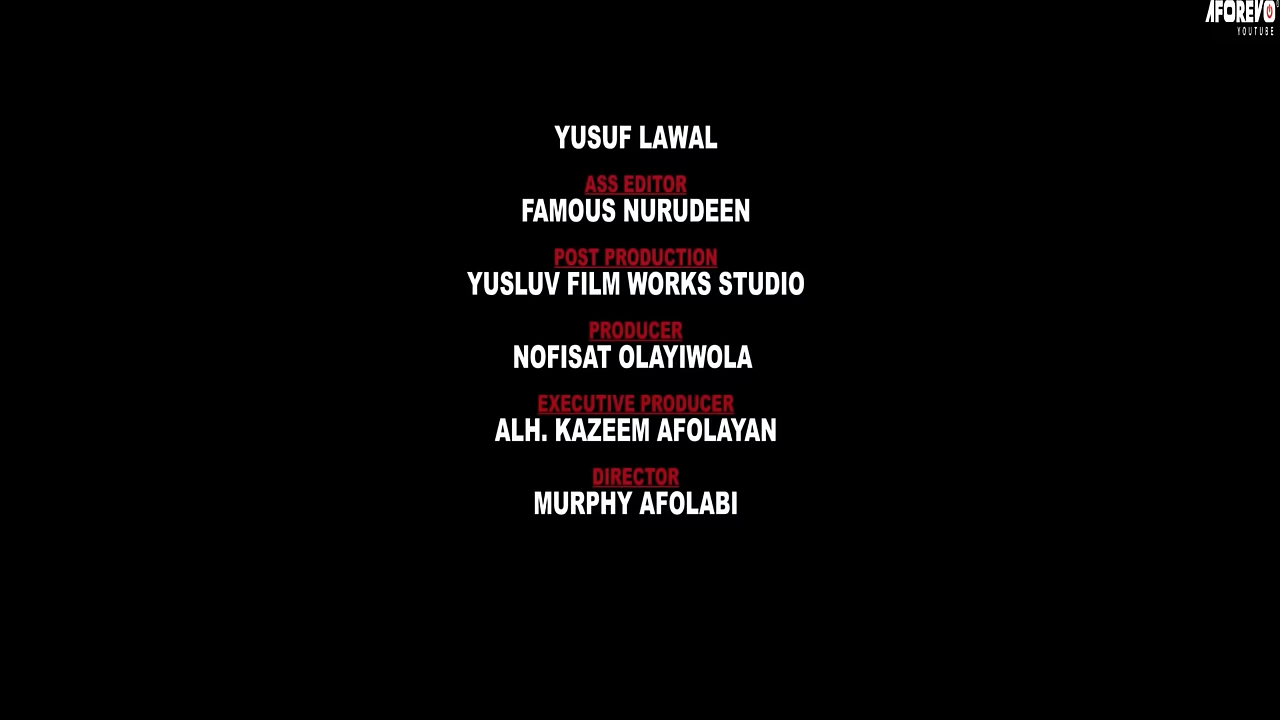 AFOREVO
YOUTUBE
YUSUF LAWAL
ASS EDITOR
FAMOUS NURUDEEN
POST PRODUCTION
YUSLUV FILM WORKS STUDIO
PRODUCER
NOFISAT OLAYIWOLA
EXECUTIVE PRODUCER
ALH. KAZEEM AFOLAYAN
DIRECTOR
MURPHY AFOLABI